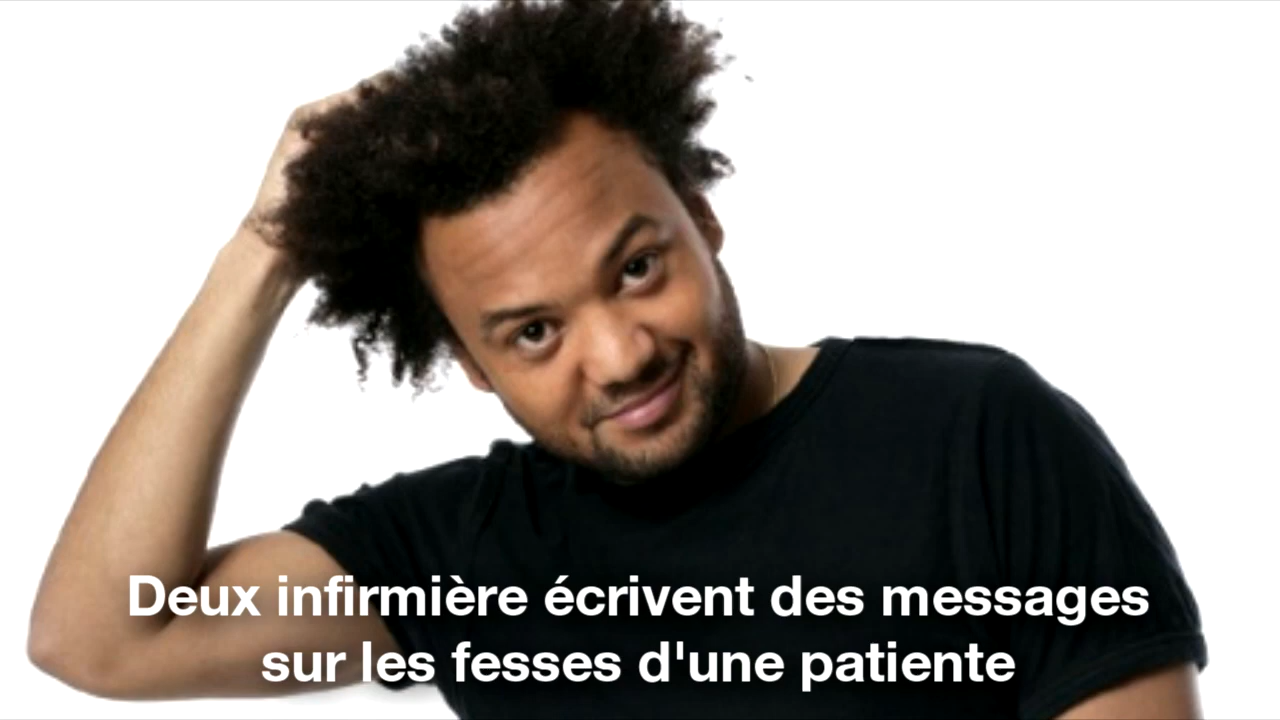 Deux infirmière écrivent des messages
sur les fesses d'une patiente